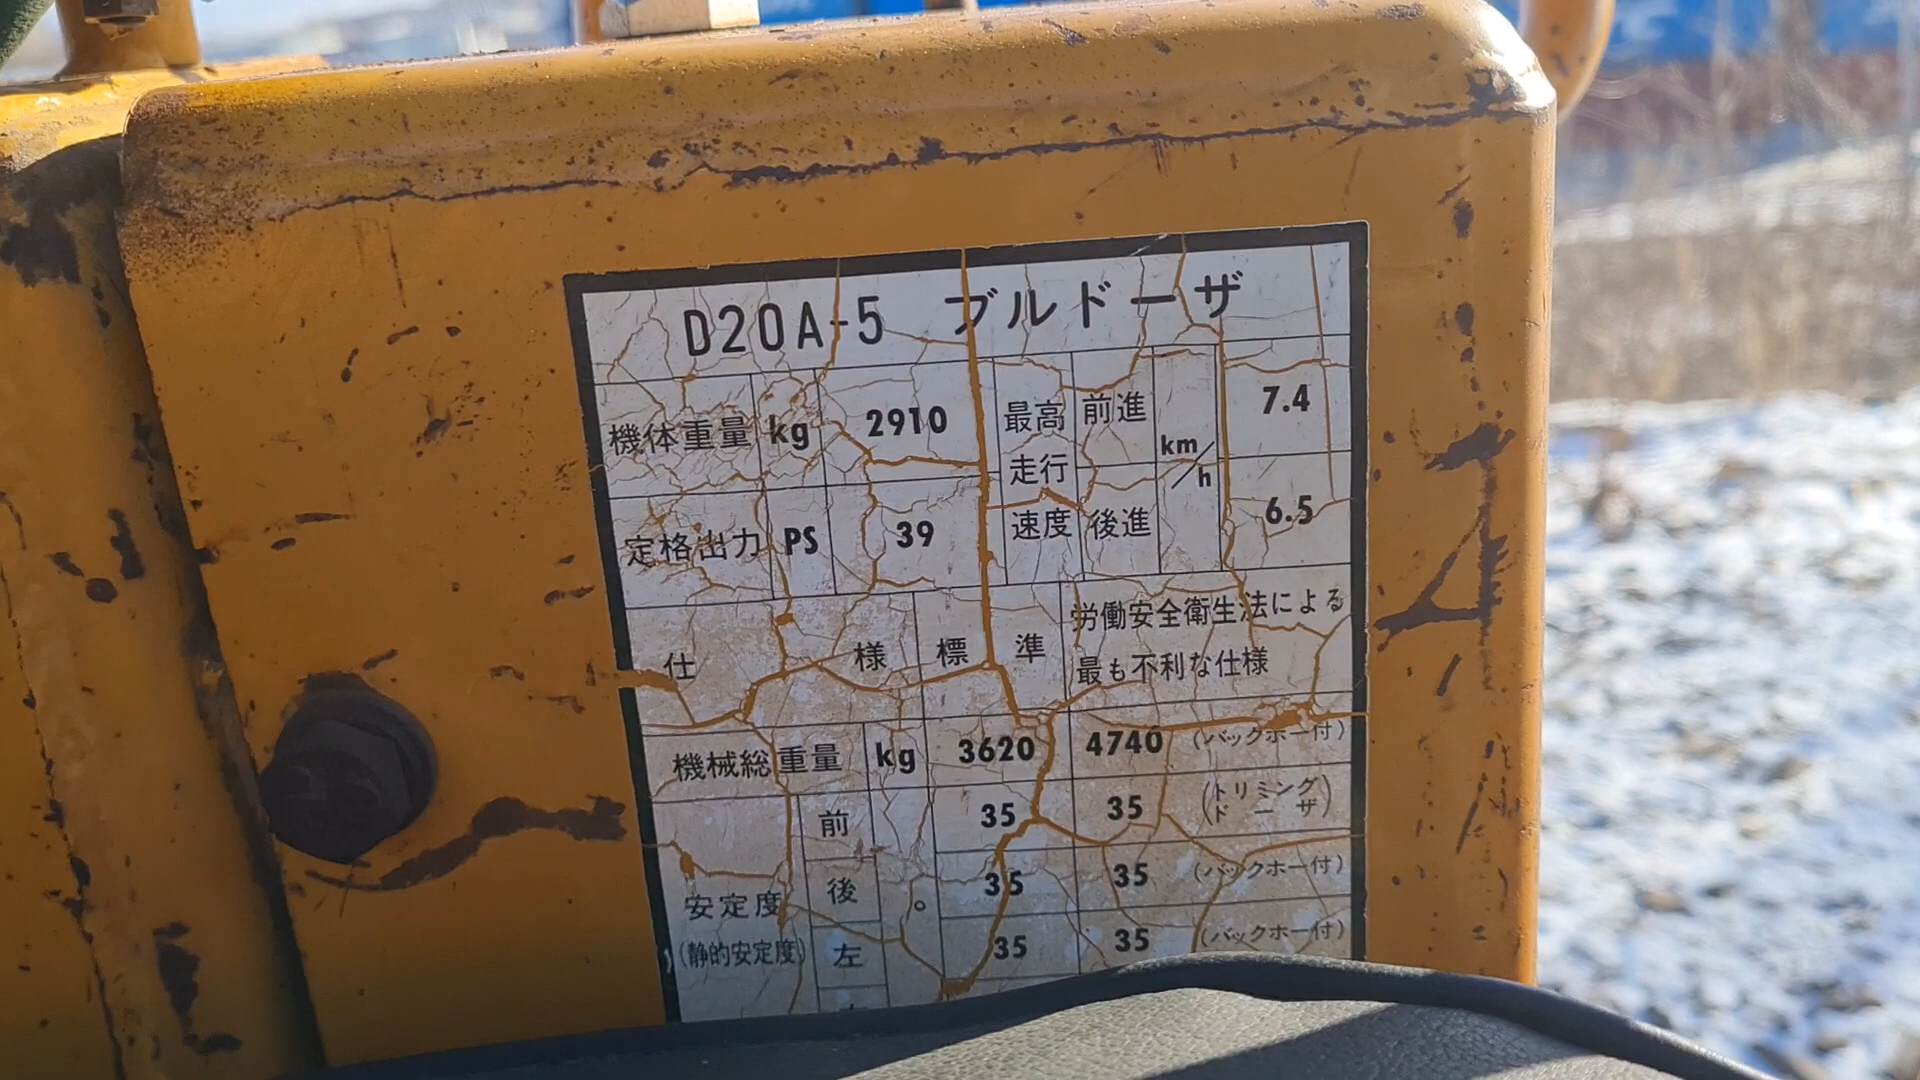 D20A-5 ブルドーザ
機体重量 kg 2910
定格出力 PS 39
最高走行速度 前進 km/h 7.4
後進 6.5
仕様 標準 労働安全衛生法による
最も不利な仕様
機械総重量 kg 3620 4740 (バックホー付)
安定度
(静的安定度)
前 ° 35 35 (トリミングドーザ)
後 35 35 (バックホー付)
左 35 35 (バックホー付)